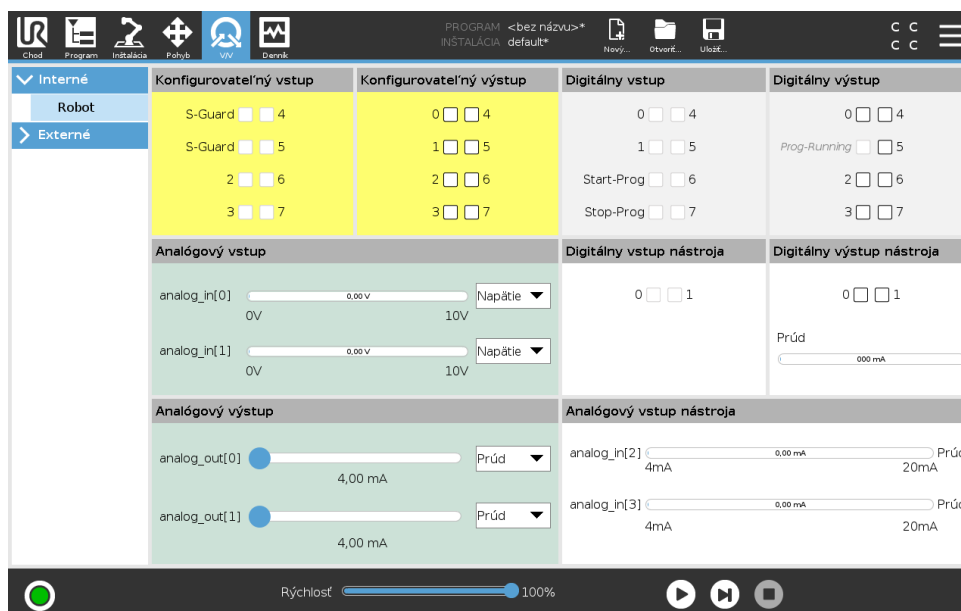 PROGRAM <bez názvu>*
INŠTALÁCIA default*
Chod Program Inštalácia Pohyb V/V Denník Nový... Otvoriť... Uložiť...
C C
C C
Interné
Robot
Externé
Konfigurovateľný vstup
S-Guard 4
S-Guard 5
2 6
3 7
Konfigurovateľný výstup
0 4
1 5
2 6
3 7
Digitálny vstup
0 4
1 5
Start-Prog 6
Stop-Prog 7
Digitálny výstup
0 4
Prog-Running 5
2 6
3 7
Analógový vstup
analog_in[0] 0,00 V Napätie
0V 10V
analog_in[1] 0,00 V Napätie
0V 10V
Digitálny vstup nástroja
0 1
Digitálny výstup nástroja
0 1
Prúd
000 mA
Analógový výstup
analog_out[0] Prúd
4,00 mA
analog_out[1] Prúd
4,00 mA
Analógový vstup nástroja
analog_in[2] 0,00 mA Prúd
4mA 20mA
analog_in[3] 0,00 mA Prúd
4mA 20mA
Rýchlosť 100%